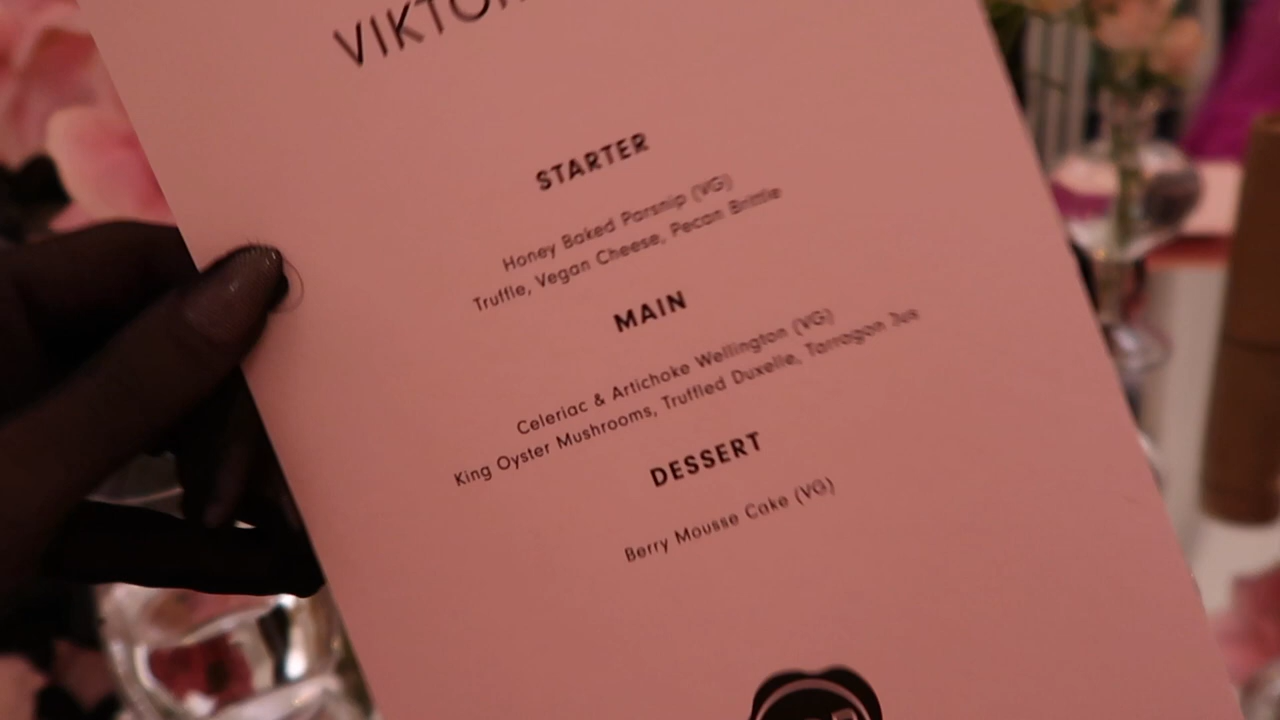 STARTER
Honey Baked Parsnip (VG)
Truffle, Vegan Cheese, Pecan Brittle
MAIN
Celeriac & Artichoke Wellington (VG)
King Oyster Mushrooms, Truffled Duxelle, Tarragon Jus
DESSERT
Berry Mousse Cake (VG)